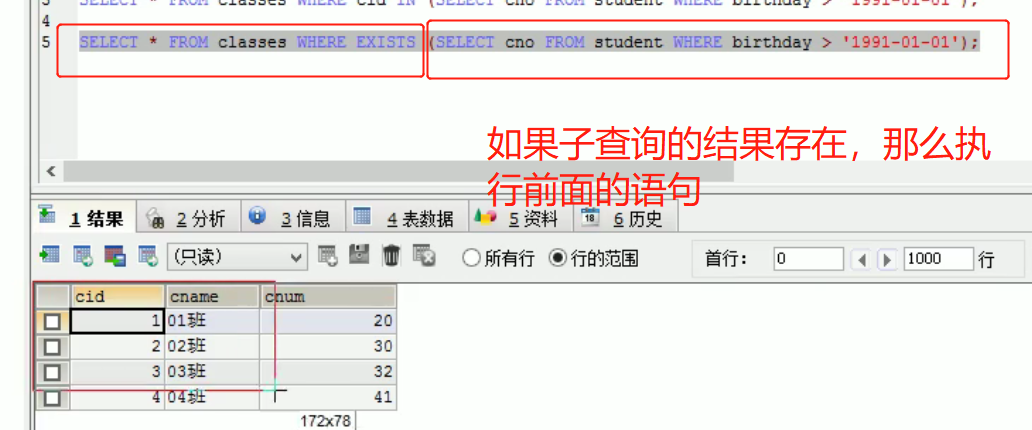 3 SELECT * FROM classes WHERE cid IN (SELECT cno FROM student WHERE birthday > '1991-01-01');
4
5 SELECT * FROM classes WHERE EXISTS (SELECT cno FROM student WHERE birthday > '1991-01-01');
如果子查询的结果存在，那么执
行前面的语句
1 结果 2 分析 3 信息 4 表数据 5 资料 6 历史
(只读) 所有行 行的范围 首行： 0 1000 行
cid cname cnum
1 01班 20
2 02班 30
3 03班 32
4 04班 41
172x78